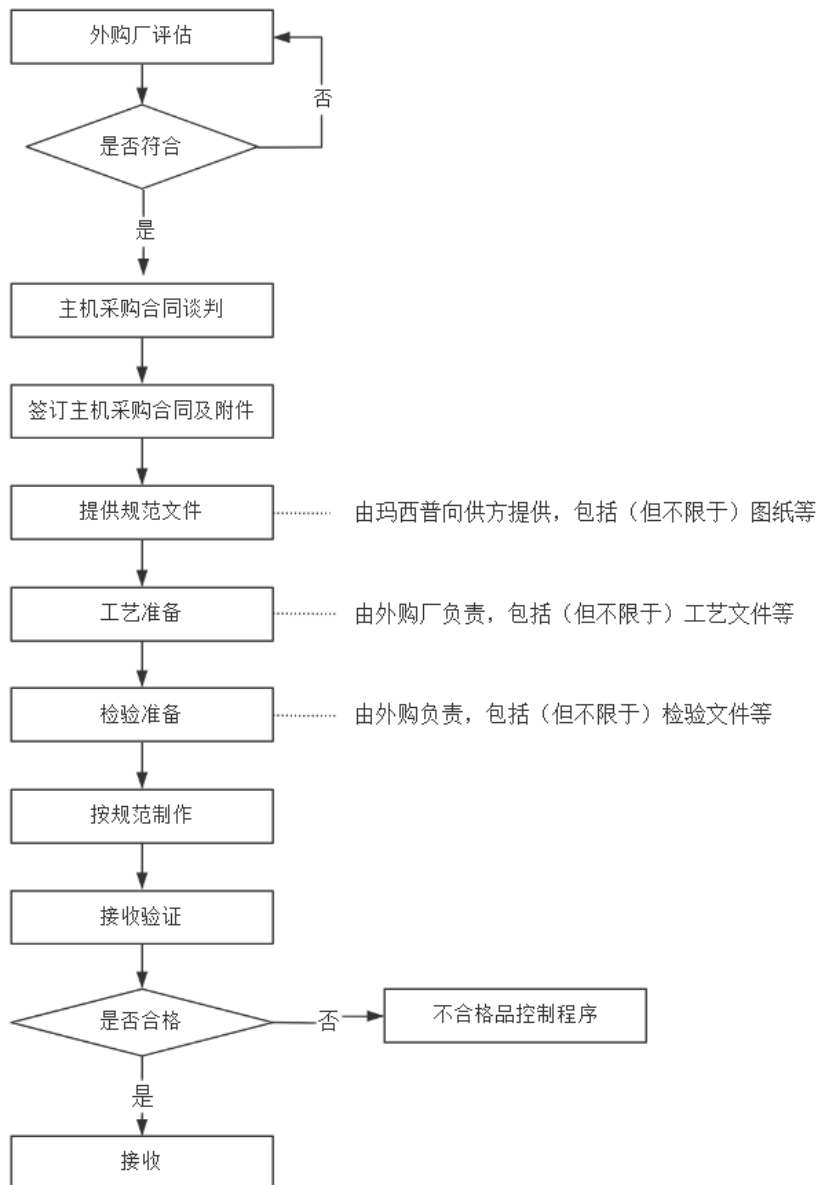 外购厂评估
否
是否符合
是
主机采购合同谈判
签订主机采购合同及附件
提供规范文件
由玛西普向供方提供，包括（但不限于）图纸等
工艺准备
由外购厂负责，包括（但不限于）工艺文件等
检验准备
由外购负责，包括（但不限于）检验文件等
按规范制作
接收验证
是否合格
否
不合格品控制程序
是
接收